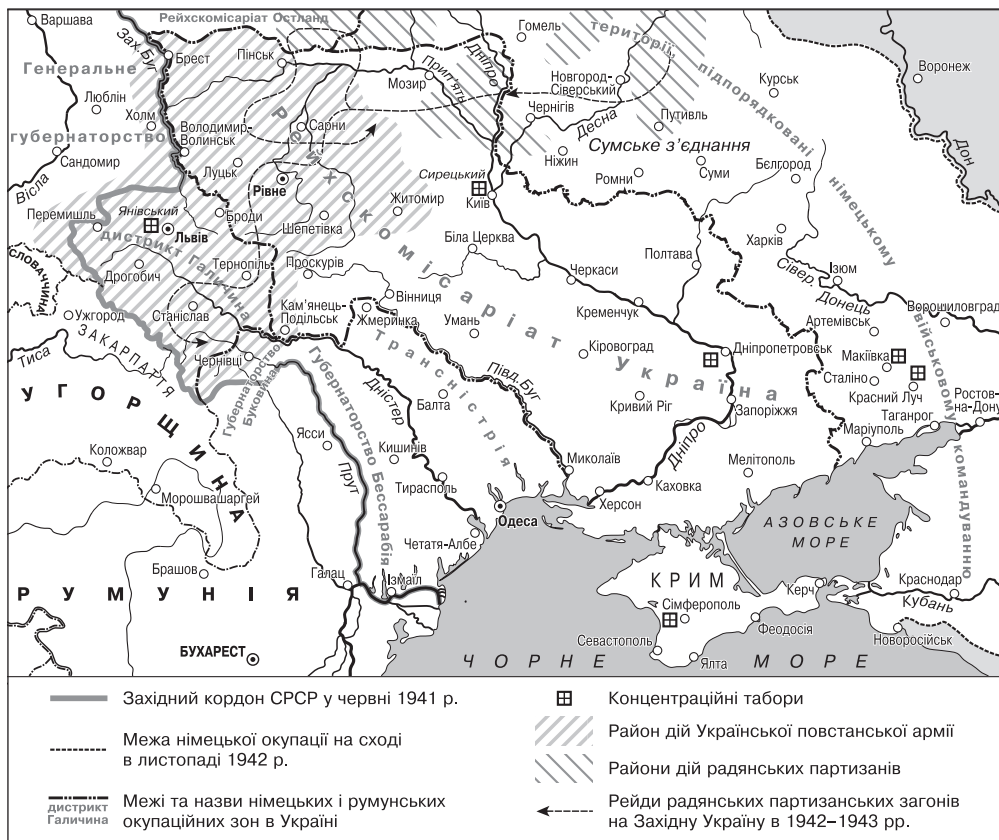 Варшава
Рейхскомісаріат Остланд
Зах. Буг
Брест
Пінськ
Мозир
Прип'ять
Дніпро
Гомель
території,
підпорядковані
німецькому
військовому
командуванню
Новгород-
Сіверський
Курськ
Воронеж
Дон
Генеральне
губернаторство
Люблін
Холм
Володимир-
Волинськ
Сарни
Чернігів
Десна
Путивль
Сандомир
Вісла
Луцьк
Рівне
Рейхскомісаріат Україна
Ніжин
Сумське з’єднання
Ромни
Суми
Бєлгород
Сирецький
Київ
Житомир
Перемишль
Янівський
Львів
Броди
Шепетівка
дистрикт Галичина
Біла Церква
Полтава
Харків
СЛОВАЧЧИНА
Дрогобич
Тернопіль
Проскурів
Черкаси
Сівер. Донець
Ізюм
Ужгород
Станіслав
Кам’янець-
Подільськ
Вінниця
Жмеринка
Умань
Кременчук
Ворошиловград
Артемівськ
ЗАКАРПАТТЯ
Тиса
Чернівці
Губернаторство
Буковина
Губернаторство Бессарабія
Трансністрія
Кіровоград
Дніпропетровськ
Макіївка
Сталіно
Красний Луч
УГОРЩИНА
Дністер
Балта
Півд. Буг
Кривий Ріг
Запоріжжя
Таганрог
Ростов-
на-Дону
Маріуполь
Коложвар
Ясси
Прут
Кишинів
Миколаїв
Дніпро
Мелітополь
Морошвашаргей
Тирасполь
Херсон
Каховка
Одеса
Четатя-Албе
АЗОВСЬКЕ
МОРЕ
Брашов
РУМУНІЯ
Галац
Ізмаїл
КРИМ
Сімферополь
Керч
Краснодар
Кубань
БУХАРЕСТ
Севастополь
Ялта
Феодосія
Новоросійськ
ЧОРНЕ МОРЕ
Західний кордон СРСР у червні 1941 р.
Межа німецької окупації на сході
в листопаді 1942 р.
дистрикт
Галичина
Межі та назви німецьких і румунських
окупаційних зон в Україні
Концентраційні табори
Район дій Української повстанської армії
Райони дій радянських партизанів
Рейди радянських партизанських загонів
на Західну Україну в 1942–1943 рр.